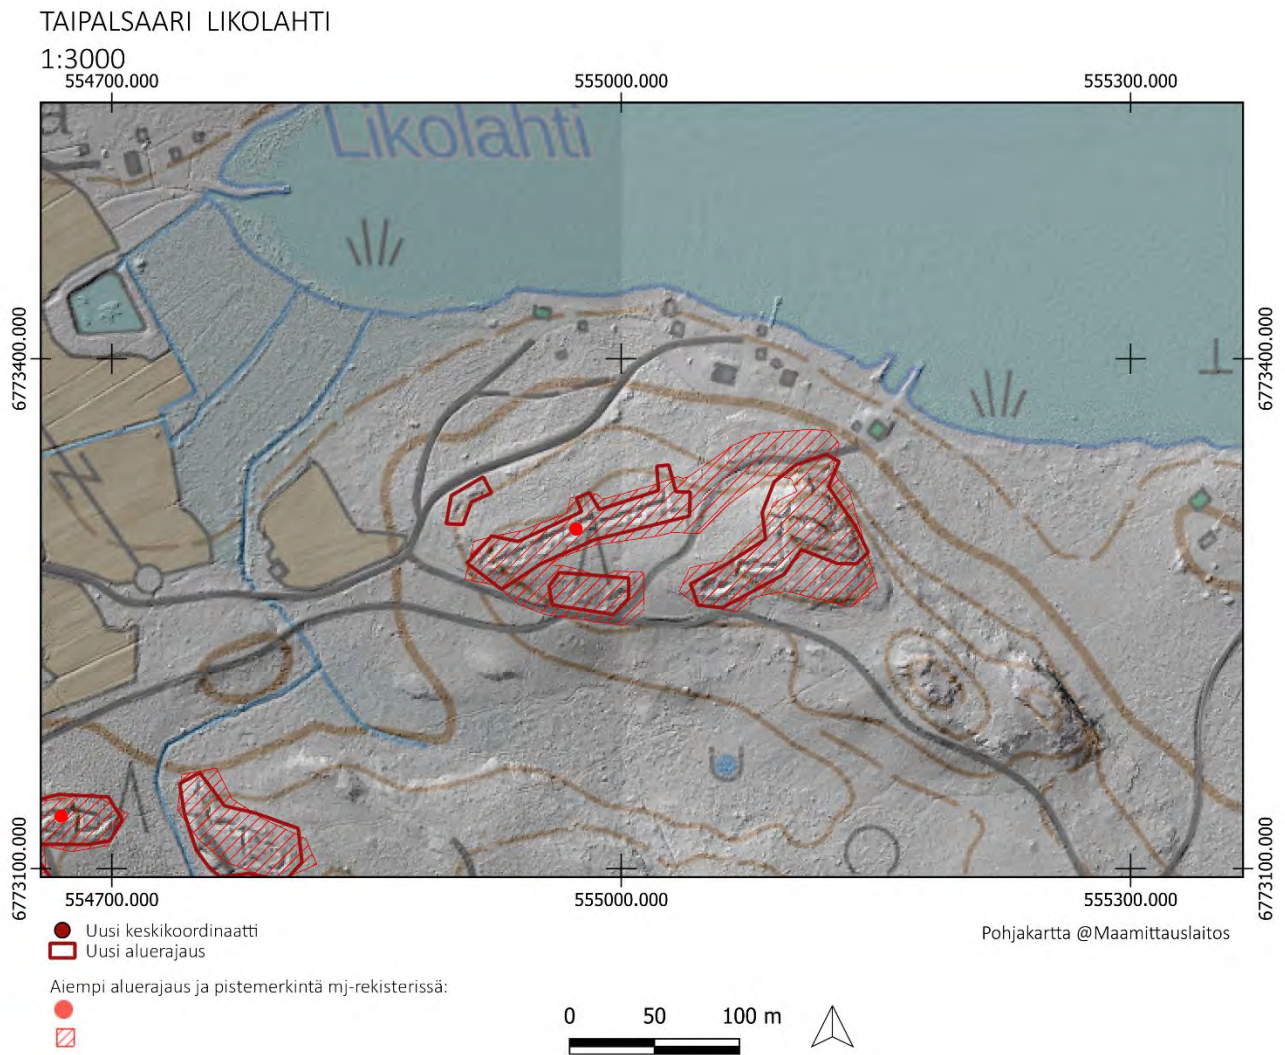 TAIPALSAARI LIKOLAHTI
1:3000
554700.000 555000.000 555300.000
a
Likolahti
6773400.000 6773400.000
6773100.000 6773100.000
554700.000 555000.000 555300.000
Uusi keskikoordinaatti
Uusi aluerajaus
Pohjakartta @Maamittauslaitos
Aiempi aluerajaus ja pistemerkintä mj-rekisterissä:
0 50 100 m